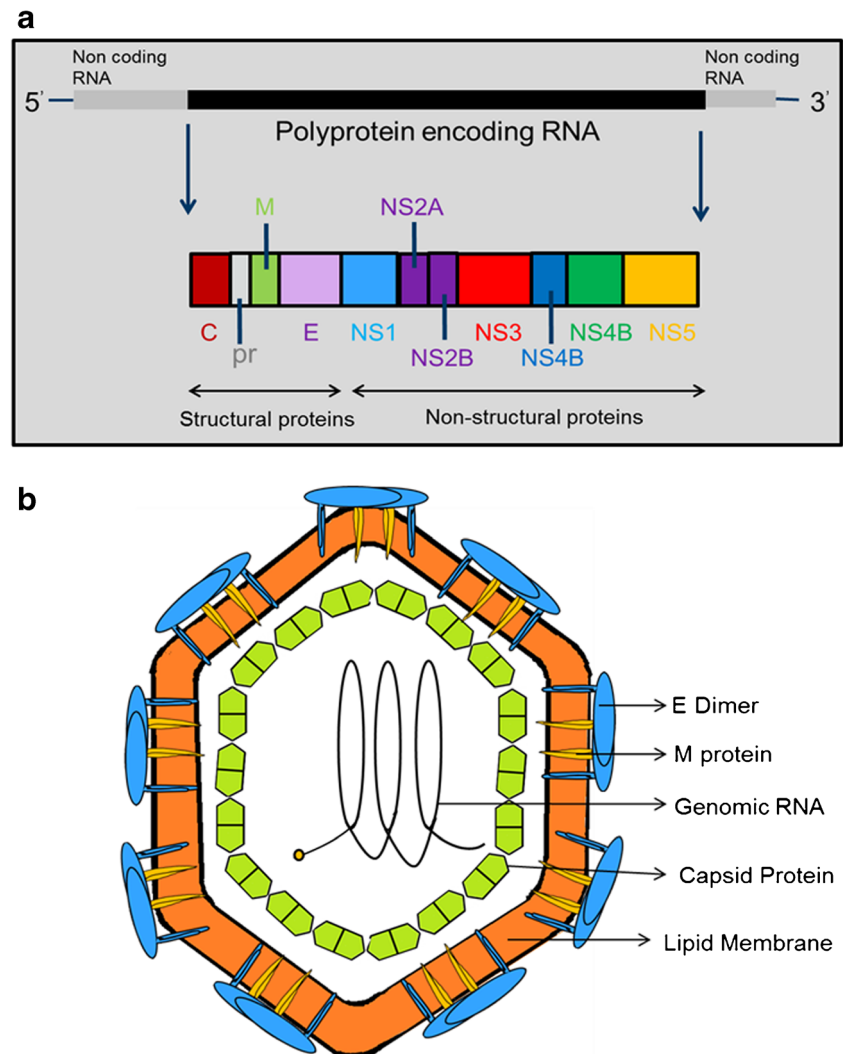 a
Non coding
RNA
Non coding
RNA
5’
3’
Polyprotein encoding RNA
M
NS2A
C
E
NS1
NS3
NS4B
NS5
pr
NS2B
NS4B
Structural proteins
Non-structural proteins
b
E Dimer
M protein
Genomic RNA
Capsid Protein
Lipid Membrane